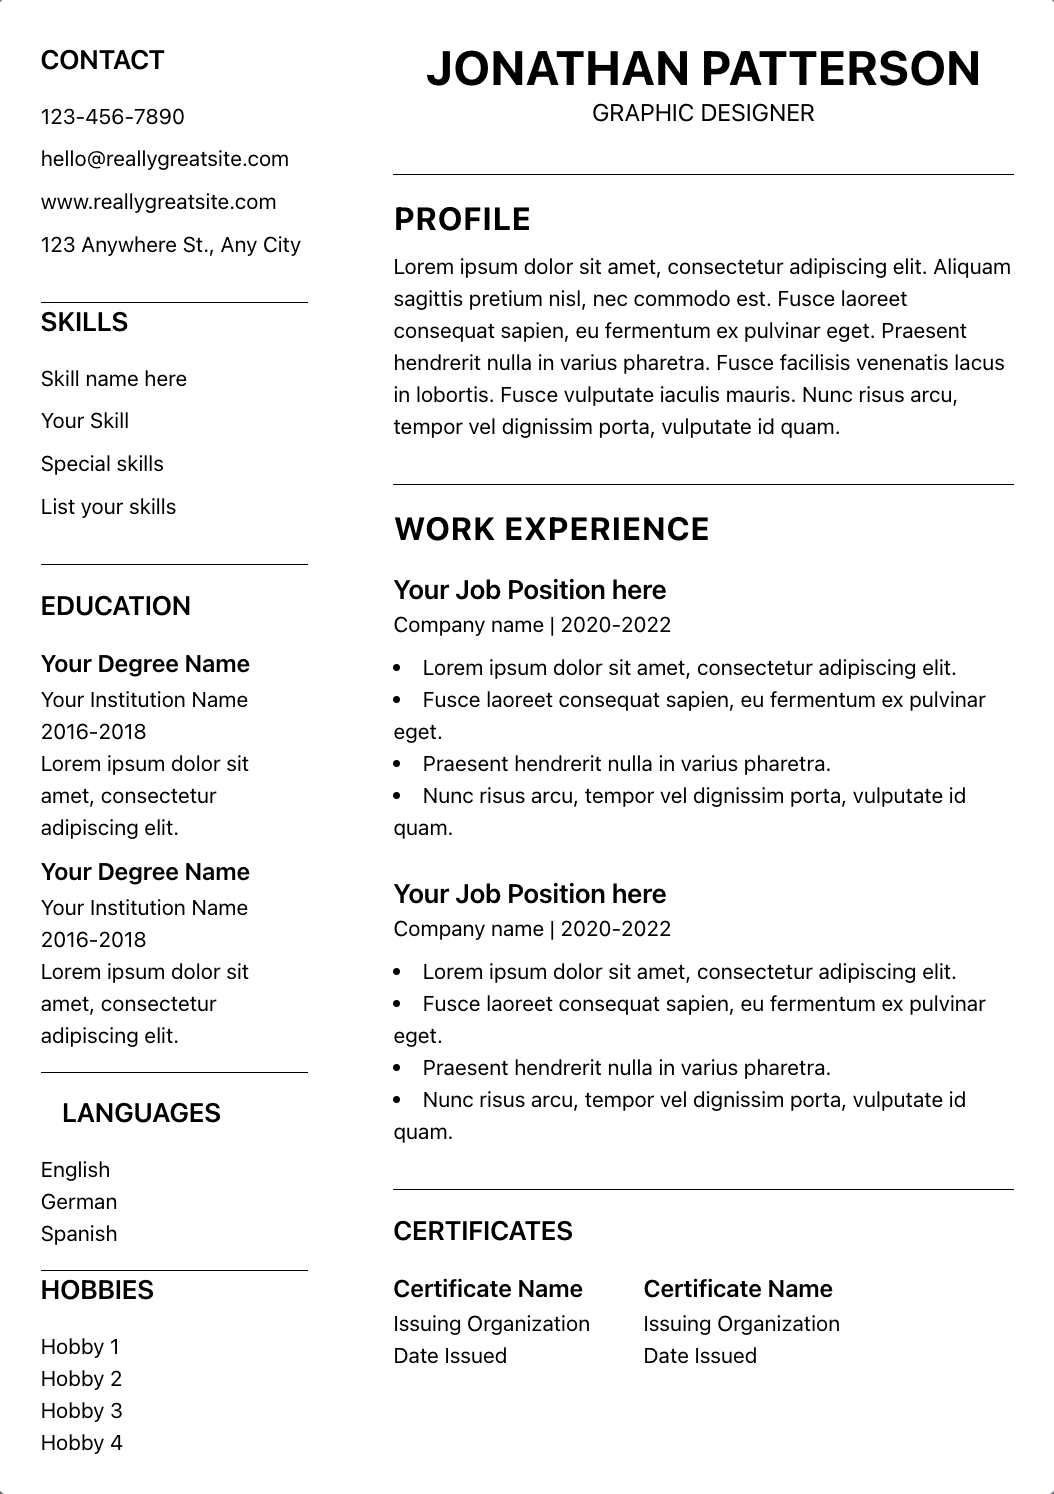 CONTACT
123-456-7890
hello@reallygreatsite.com
www.reallygreatsite.com
123 Anywhere St., Any City
SKILLS
Skill name here
Your Skill
Special skills
List your skills
EDUCATION
Your Degree Name
Your Institution Name
2016-2018
Lorem ipsum dolor sit
amet, consectetur
adipiscing elit.
Your Degree Name
Your Institution Name
2016-2018
Lorem ipsum dolor sit
amet, consectetur
adipiscing elit.
LANGUAGES
English
German
Spanish
HOBBIES
Hobby 1
Hobby 2
Hobby 3
Hobby 4
JONATHAN PATTERSON
GRAPHIC DESIGNER
PROFILE
Lorem ipsum dolor sit amet, consectetur adipiscing elit. Aliquam
sagittis pretium nisl, nec commodo est. Fusce laoreet
consequat sapien, eu fermentum ex pulvinar eget. Praesent
hendrerit nulla in varius pharetra. Fusce facilisis venenatis lacus
in lobortis. Fusce vulputate iaculis mauris. Nunc risus arcu,
tempor vel dignissim porta, vulputate id quam.
WORK EXPERIENCE
Your Job Position here
Company name | 2020-2022
• Lorem ipsum dolor sit amet, consectetur adipiscing elit.
• Fusce laoreet consequat sapien, eu fermentum ex pulvinar
eget.
• Praesent hendrerit nulla in varius pharetra.
• Nunc risus arcu, tempor vel dignissim porta, vulputate id
quam.
Your Job Position here
Company name | 2020-2022
• Lorem ipsum dolor sit amet, consectetur adipiscing elit.
• Fusce laoreet consequat sapien, eu fermentum ex pulvinar
eget.
• Praesent hendrerit nulla in varius pharetra.
• Nunc risus arcu, tempor vel dignissim porta, vulputate id
quam.
CERTIFICATES
Certificate Name
Issuing Organization
Date Issued
Certificate Name
Issuing Organization
Date Issued